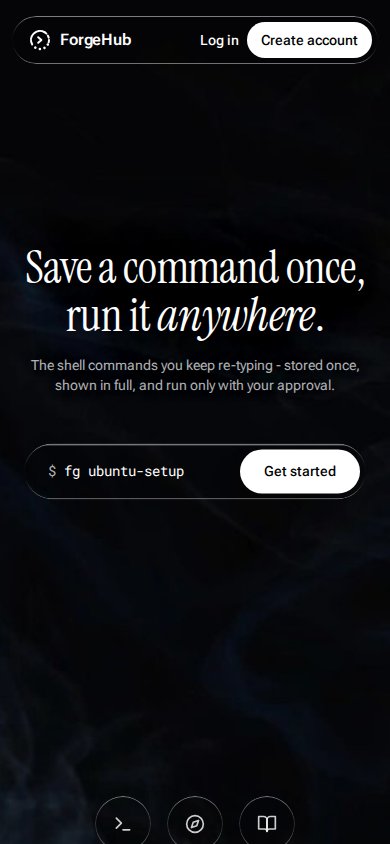 ForgeHub
Log in
Create account
Save a command once,
run it anywhere.
The shell commands you keep re-typing - stored once,
shown in full, and run only with your approval.
$ fg ubuntu-setup
Get started